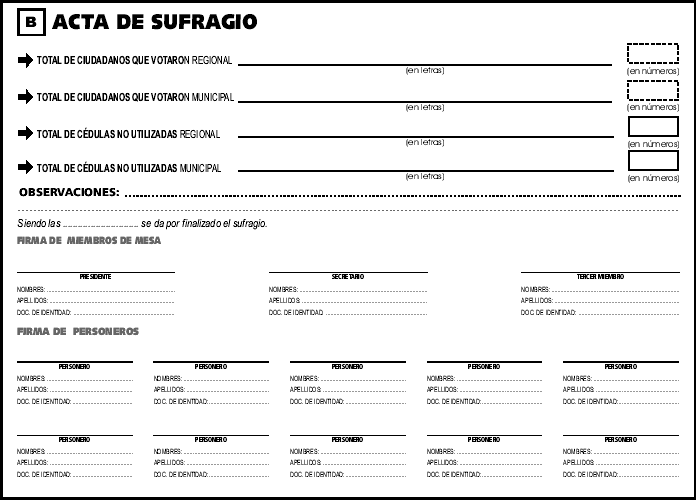 B ACTA DE SUFRAGIO
TOTAL DE CIUDADANOS QUE VOTARON REGIONAL
(en letras) (en números)
TOTAL DE CIUDADANOS QUE VOTARON MUNICIPAL
(en letras) (en números)
TOTAL DE CÉDULAS NO UTILIZADAS REGIONAL
(en letras) (en números)
TOTAL DE CÉDULAS NO UTILIZADAS MUNICIPAL
(en letras) (en números)
OBSERVACIONES:
Siendo las .............................. se da por finalizado el sufragio.
FIRMA DE MIEMBROS DE MESA
PRESIDENTE SECRETARIO TERCER MIEMBRO
NOMBRES: NOMBRES: NOMBRES:
APELLIDOS: APELLIDOS: APELLIDOS:
DOC. DE IDENTIDAD: DOC. DE IDENTIDAD: DOC. DE IDENTIDAD:
FIRMA DE PERSONEROS
PERSONERO PERSONERO PERSONERO PERSONERO PERSONERO
NOMBRES: NOMBRES: NOMBRES: NOMBRES: NOMBRES:
APELLIDOS: APELLIDOS: APELLIDOS: APELLIDOS: APELLIDOS:
DOC. DE IDENTIDAD: DOC. DE IDENTIDAD: DOC. DE IDENTIDAD: DOC. DE IDENTIDAD: DOC. DE IDENTIDAD:
PERSONERO PERSONERO PERSONERO PERSONERO PERSONERO
NOMBRES: NOMBRES: NOMBRES: NOMBRES: NOMBRES:
APELLIDOS: APELLIDOS: APELLIDOS: APELLIDOS: APELLIDOS:
DOC. DE IDENTIDAD: DOC. DE IDENTIDAD: DOC. DE IDENTIDAD: DOC. DE IDENTIDAD: DOC. DE IDENTIDAD: